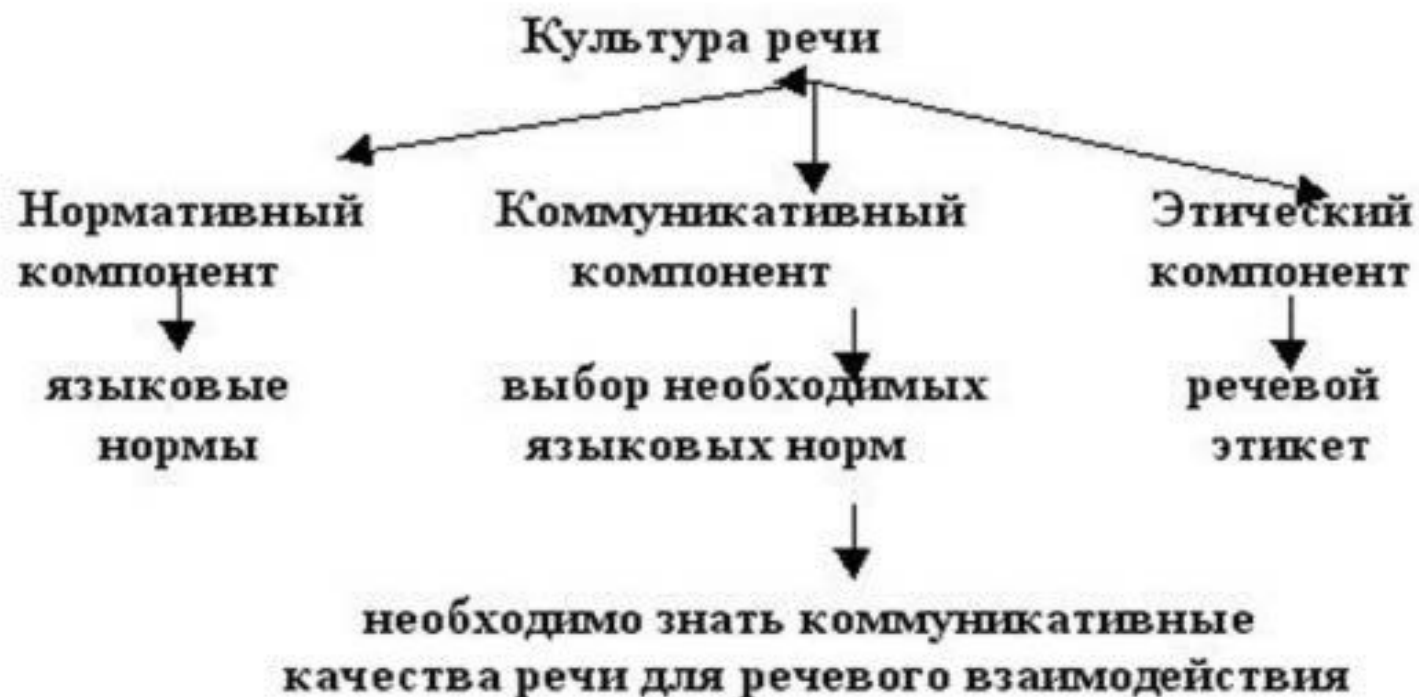 Культура речи
Нормативный компонент
Коммуникативный компонент
Этический компонент
языковые нормы
выбор необходимых языковых норм
речевой этикет
необходимо знать коммуникативные
качества речи для речевого взаимодействия